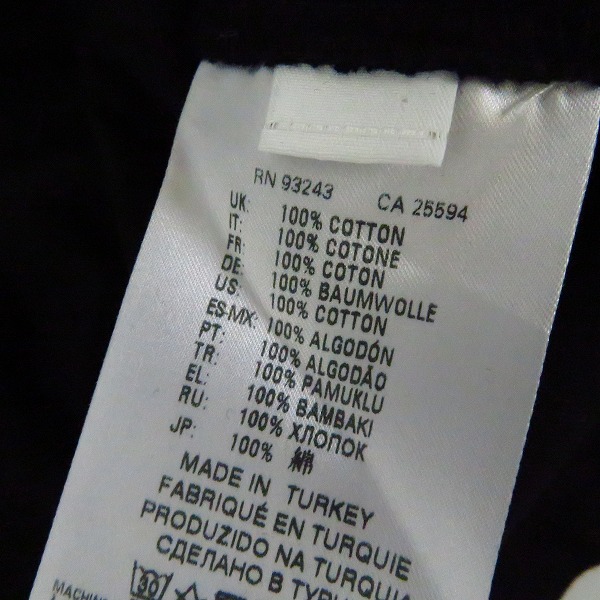 RN 93243 CA 25594
UK: 100% COTTON
IT: 100% COTONE
FR: 100% COTON
DE: 100% BAUMWOLLE
US: 100% COTTON
ES-MX: 100% ALGODÓN
PT: 100% ALGODÃO
TR: 100% PAMUKLU
EL: 100% BAMBAKI
RU: 100% ХЛОПОК
JP: 100% 綿
MADE IN TURKEY
FABRIQUÉ EN TURQUIE
PRODUZIDO NA TURQUIA
СДЕЛАНО В
30